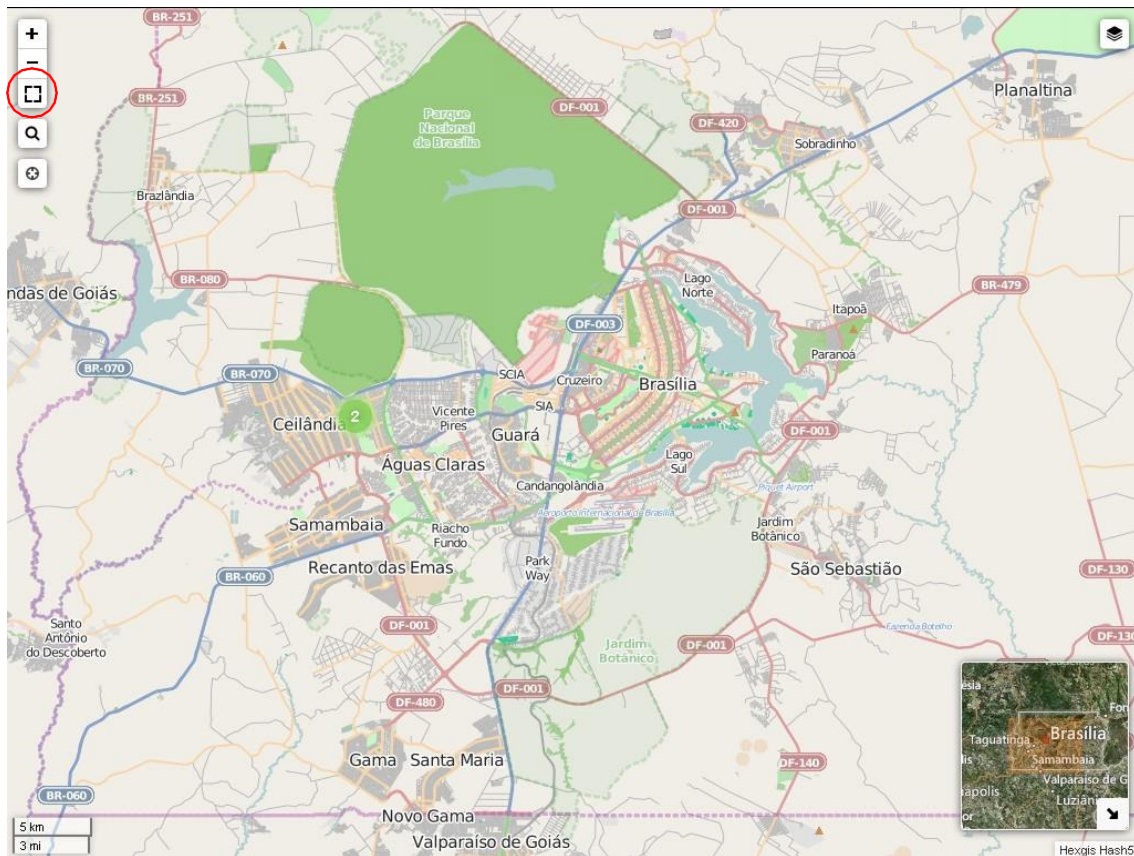 +
−
BR-251
BR-251
DF-001
Planaltina
Parque
Nacional
de Brasília
DF-420
Sobradinho
Brazlândia
DF-001
BR-080
ndas de Goiás
Lago
Norte
BR-479
Itapoã
DF-003
Paranoá
BR-070
BR-070
SCIA
Cruzeiro
Brasília
SIA
Vicente
Pires
Ceilândia
2
Guará
DF-001
Águas Claras
Lago
Sul
Candangolândia
Piquet Airport
Aeroporto Internacional de Brasília
Samambaia
Riacho
Fundo
Jardim
Botânico
Park
Way
Recanto das Emas
São Sebastião
BR-060
DF-130
Santo
Antônio
do Descoberto
DF-001
Fazenda Botelho
DF-130
Jardim
Botânico
DF-001
DF-001
DF-480
Gama
Santa Maria
DF-140
BR-060
Novo Gama
Valparaíso de Goiás
5 km
3 mi
ésia
For
Brasília
Taguatinga
lis
Samambaia
Valparaíso de G
nápolis
Luziân
or
Hexgis Hash5